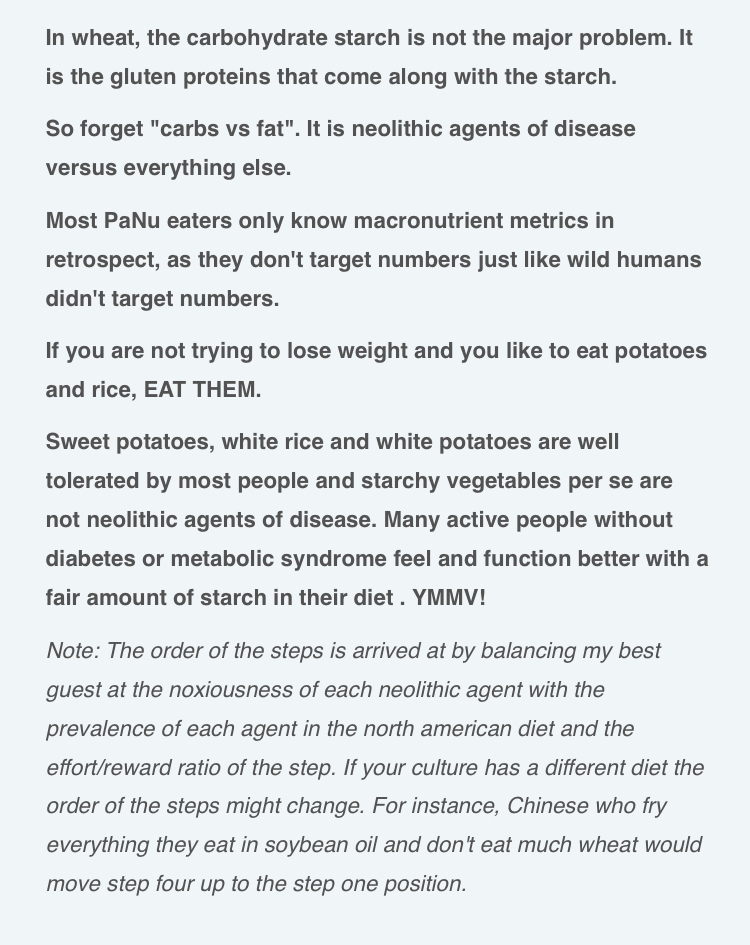 In wheat, the carbohydrate starch is not the major problem. It
is the gluten proteins that come along with the starch.
So forget "carbs vs fat". It is neolithic agents of disease
versus everything else.
Most PaNu eaters only know macronutrient metrics in
retrospect, as they don't target numbers just like wild humans
didn't target numbers.
If you are not trying to lose weight and you like to eat potatoes
and rice, EAT THEM.
Sweet potatoes, white rice and white potatoes are well
tolerated by most people and starchy vegetables per se are
not neolithic agents of disease. Many active people without
diabetes or metabolic syndrome feel and function better with a
fair amount of starch in their diet . YMMV!
Note: The order of the steps is arrived at by balancing my best
guest at the noxiousness of each neolithic agent with the
prevalence of each agent in the north american diet and the
effort/reward ratio of the step. If your culture has a different diet the
order of the steps might change. For instance, Chinese who fry
everything they eat in soybean oil and don't eat much wheat would
move step four up to the step one position.